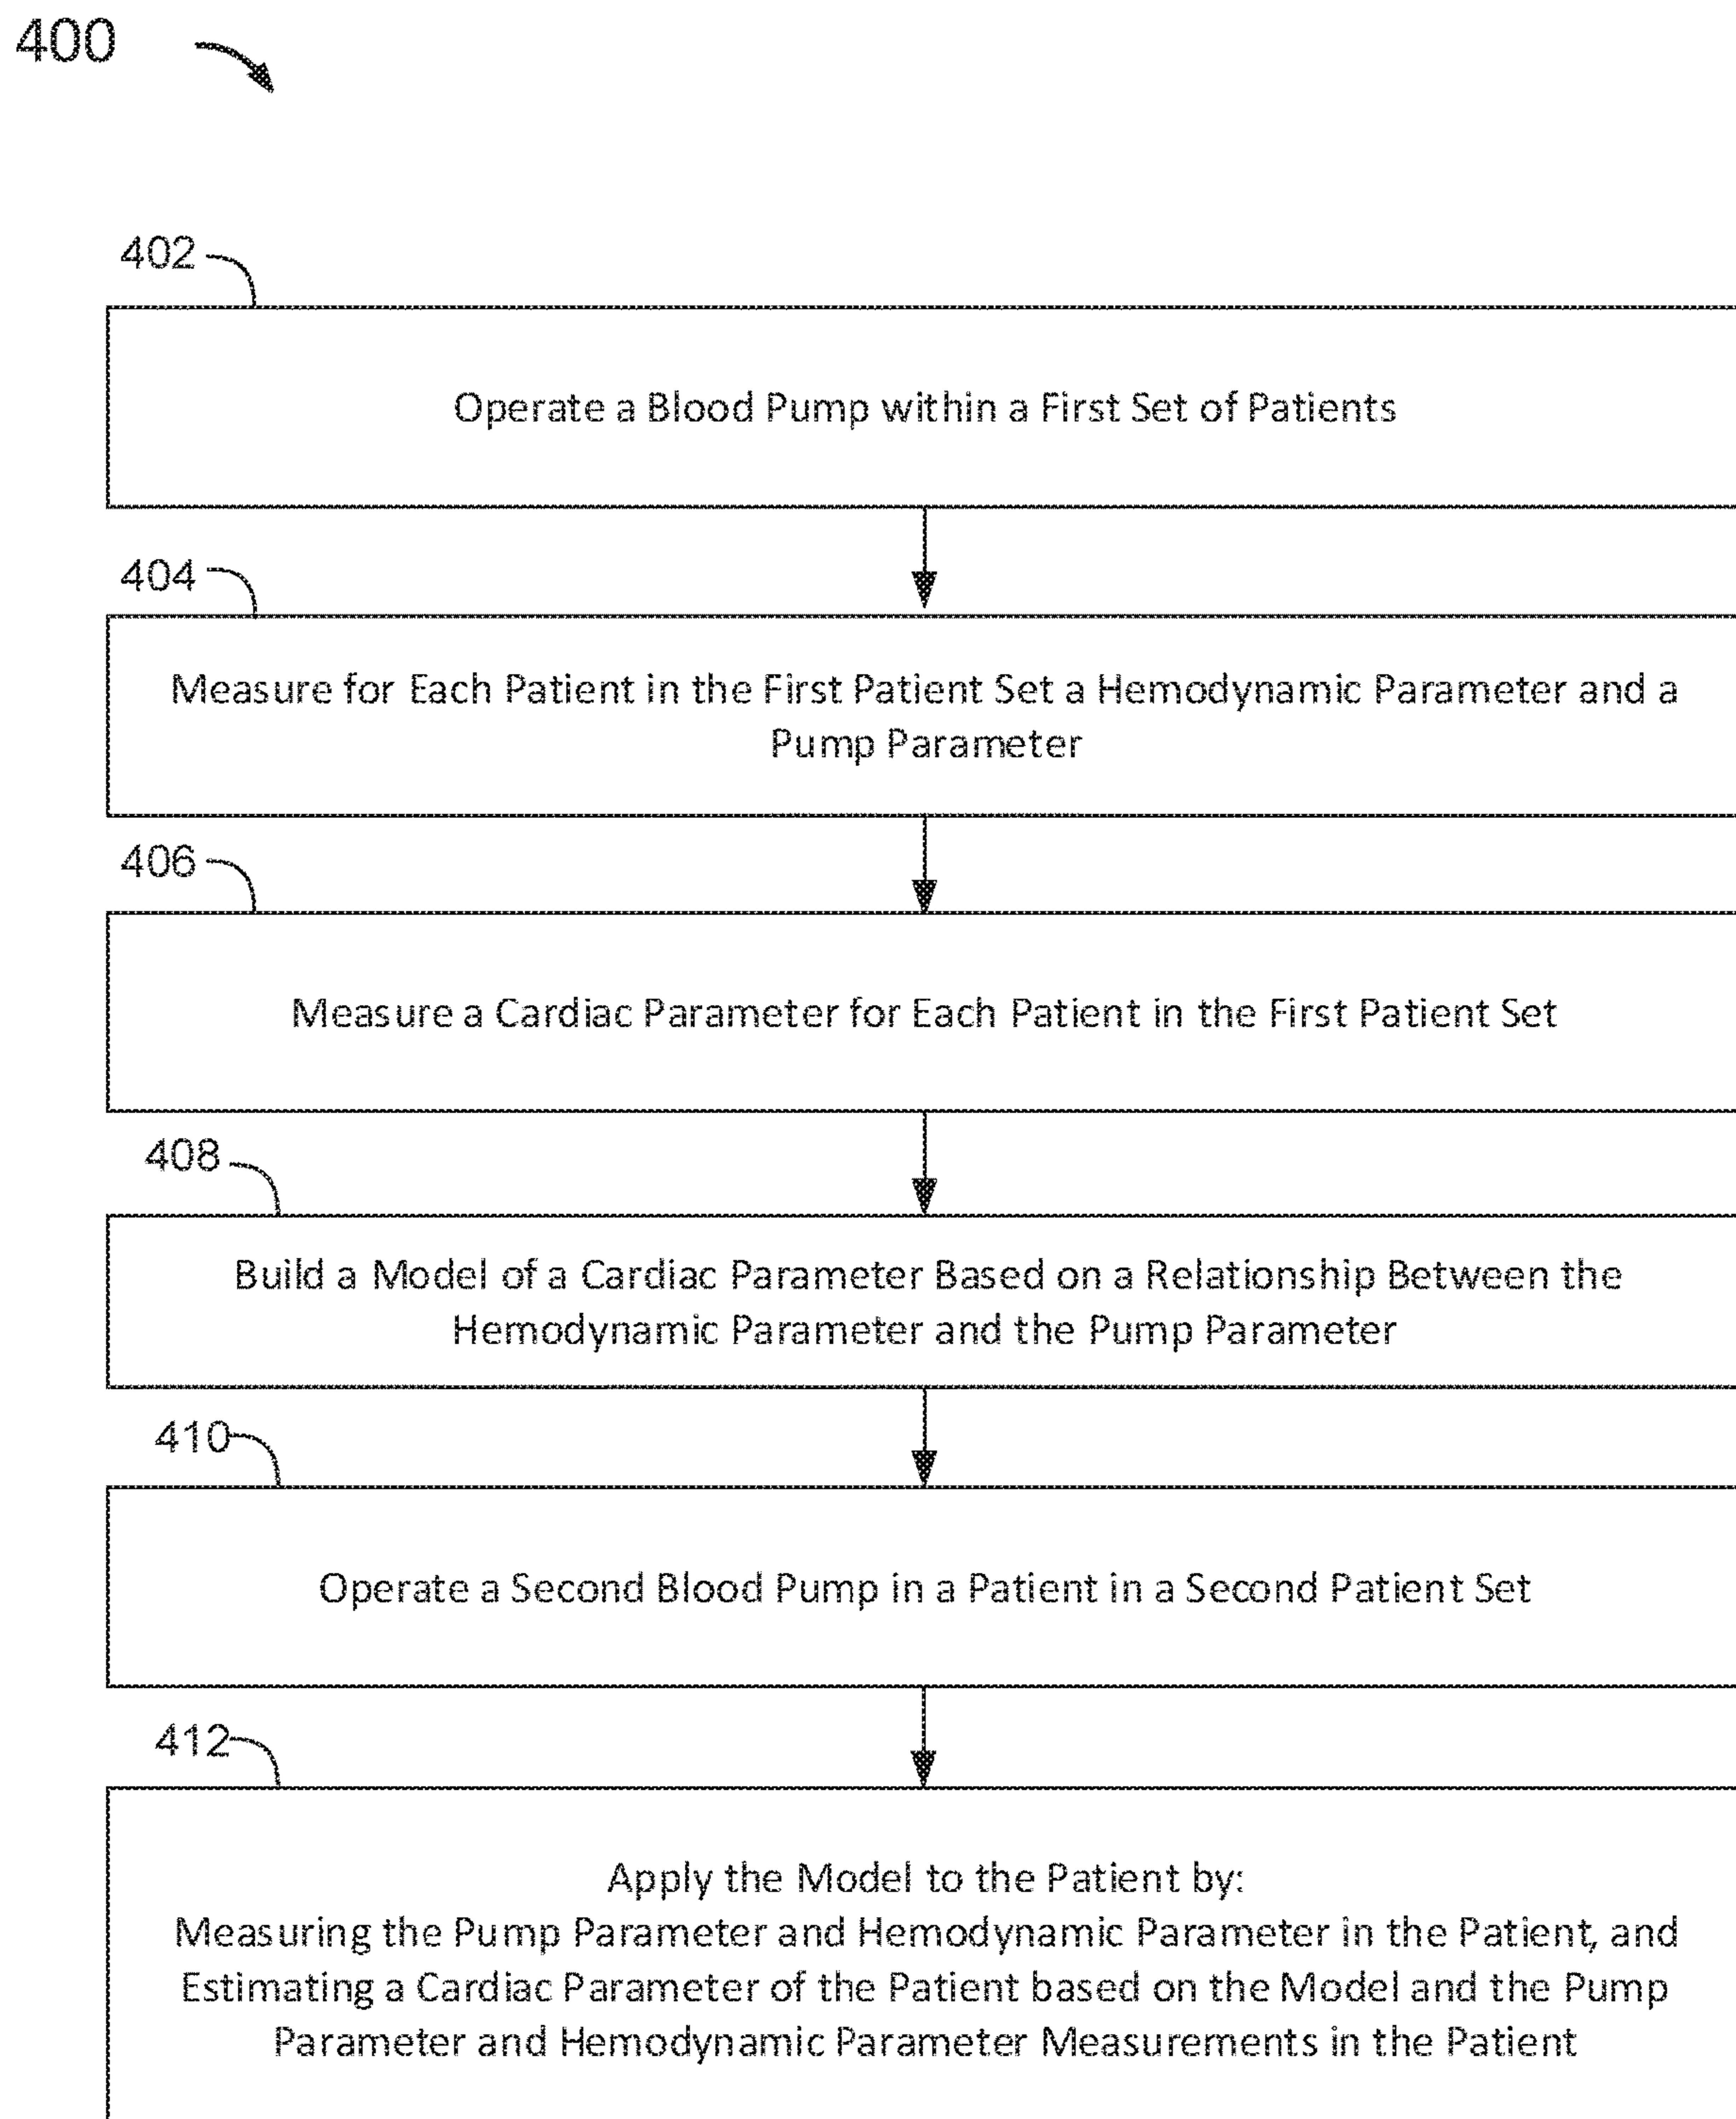 400
402
Operate a Blood Pump within a First Set of Patients
404
Measure for Each Patient in the First Patient Set a Hemodynamic Parameter and a
Pump Parameter
406
Measure a Cardiac Parameter for Each Patient in the First Patient Set
408
Build a Model of a Cardiac Parameter Based on a Relationship Between the
Hemodynamic Parameter and the Pump Parameter
410
Operate a Second Blood Pump in a Patient in a Second Patient Set
412
Apply the Model to the Patient by:
Measuring the Pump Parameter and Hemodynamic Parameter in the Patient, and
Estimating a Cardiac Parameter of the Patient based on the Model and the Pump
Parameter and Hemodynamic Parameter Measurements in the Patient